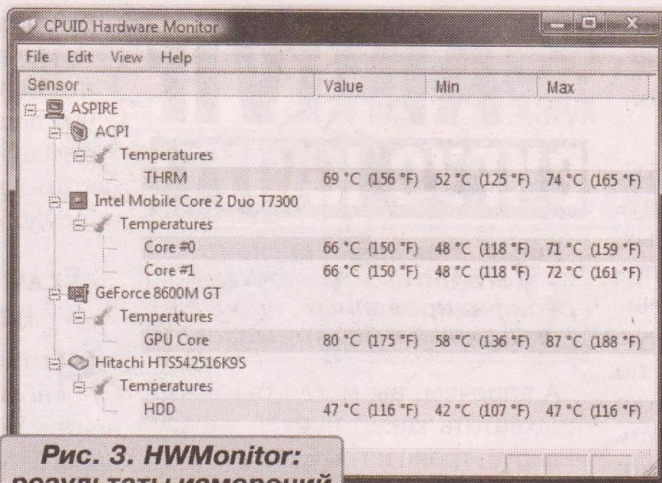 CPUID Hardware Monitor
File Edit View Help
Sensor Value Min Max
ASPIRE
ACPI
Temperatures
THRM 69 °C (156 °F) 52 °C (125 °F) 74 °C (165 °F)
Intel Mobile Core 2 Duo T7300
Temperatures
Core #0 66 °C (150 °F) 48 °C (118 °F) 71 °C (159 °F)
Core #1 66 °C (150 °F) 48 °C (118 °F) 72 °C (161 °F)
GeForce 8600M GT
Temperatures
GPU Core 80 °C (175 °F) 58 °C (136 °F) 87 °C (188 °F)
Hitachi HTS542516K9S
Temperatures
HDD 47 °C (116 °F) 42 °C (107 °F) 47 °C (116 °F)
Рис. 3. HWMonitor:
результаты измерений